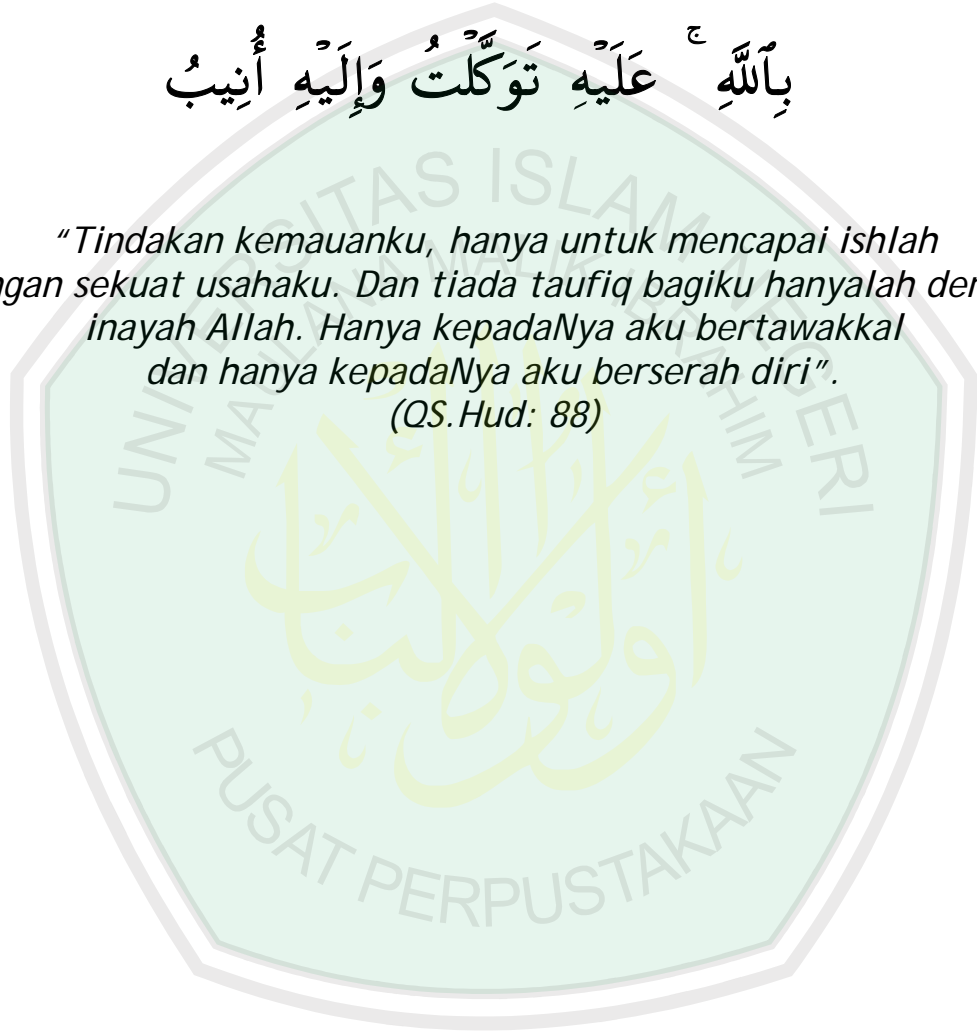 بِٱللَّهِ ۚ عَلَيْهِ تَوَكَّلْتُ وَإِلَيْهِ أُنِيبُ
UNIVERSITAS ISLAM NEGERI
MAULANA MALIK IBRAHIM
“Tindakan kemauanku, hanya untuk mencapai ishlah
ngan sekuat usahaku. Dan tiada taufiq bagiku hanyalah den
inayah Allah. Hanya kepadaNya aku bertawakkal
dan hanya kepadaNya aku berserah diri”.
(QS.Hud: 88)
PUSAT PERPUSTAKAAN